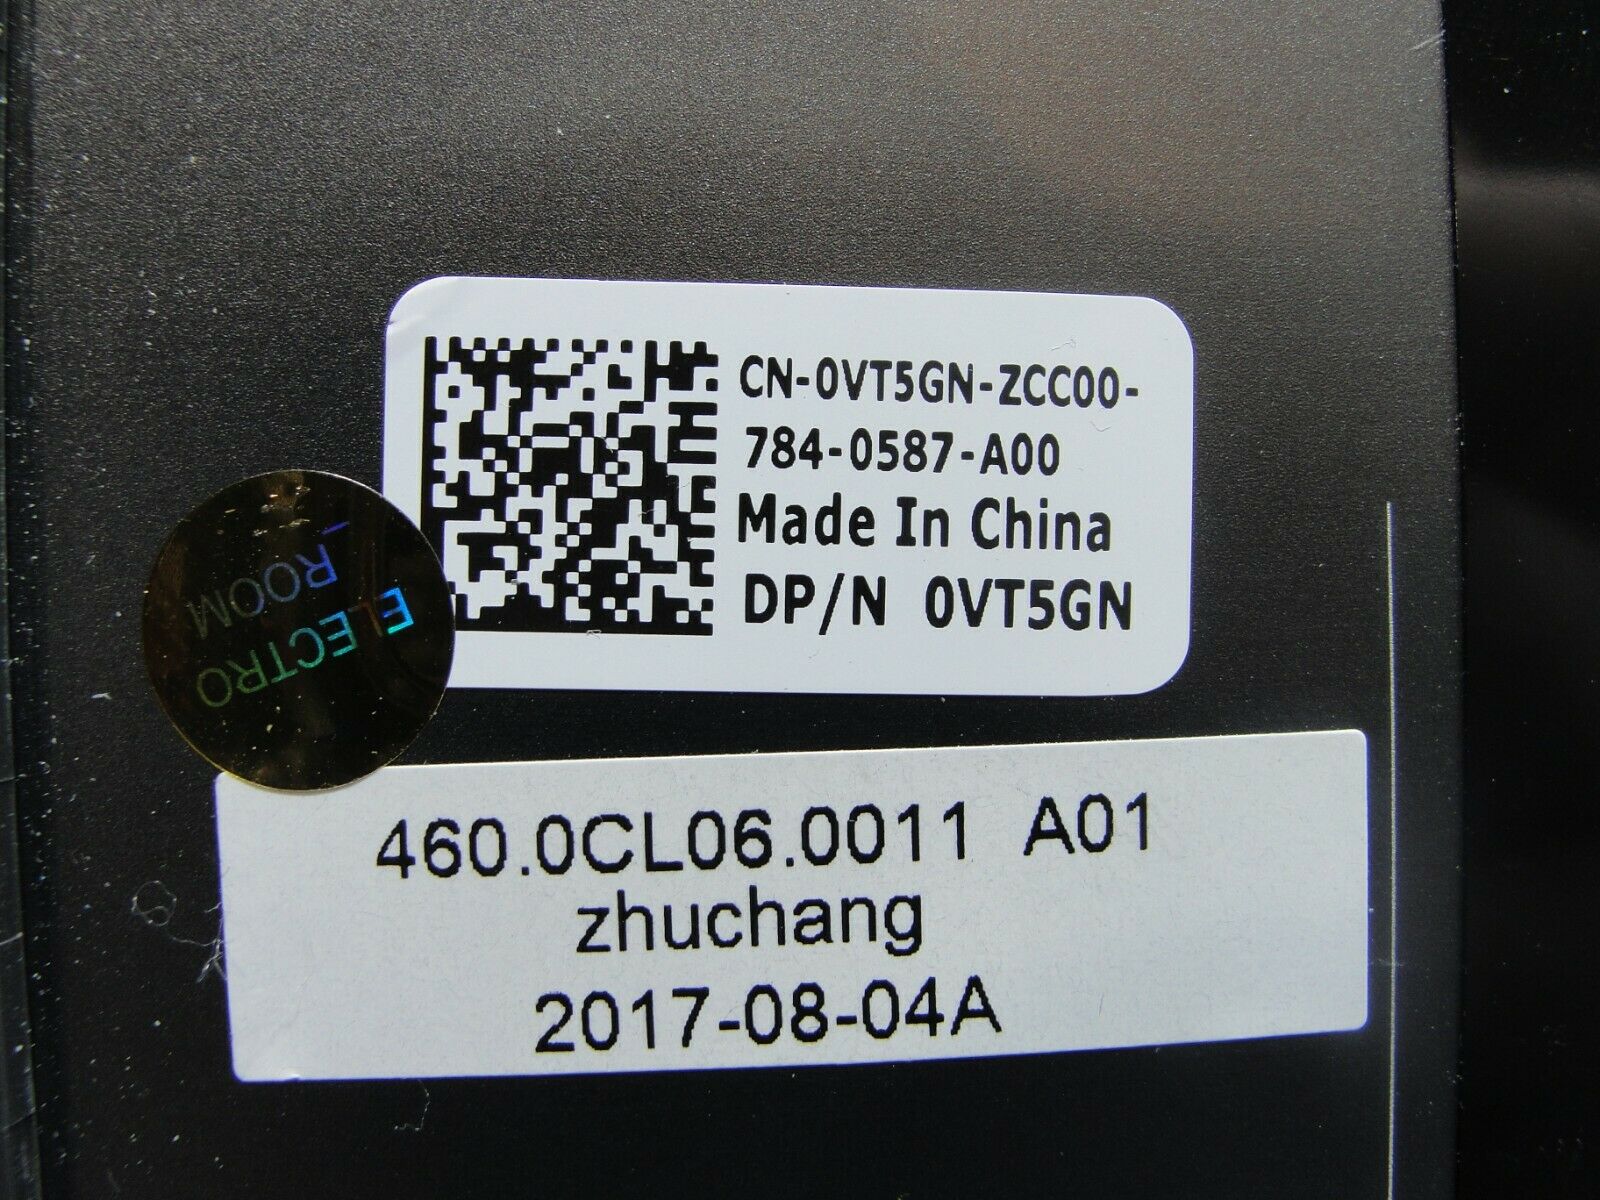 CN-0VT5GN-ZCC00-
784-0587-A00
Made In China
DP/N 0VT5GN
ELECTRO
_ROOM
460.0CL06.0011 A01
zhuchang
2017-08-04A